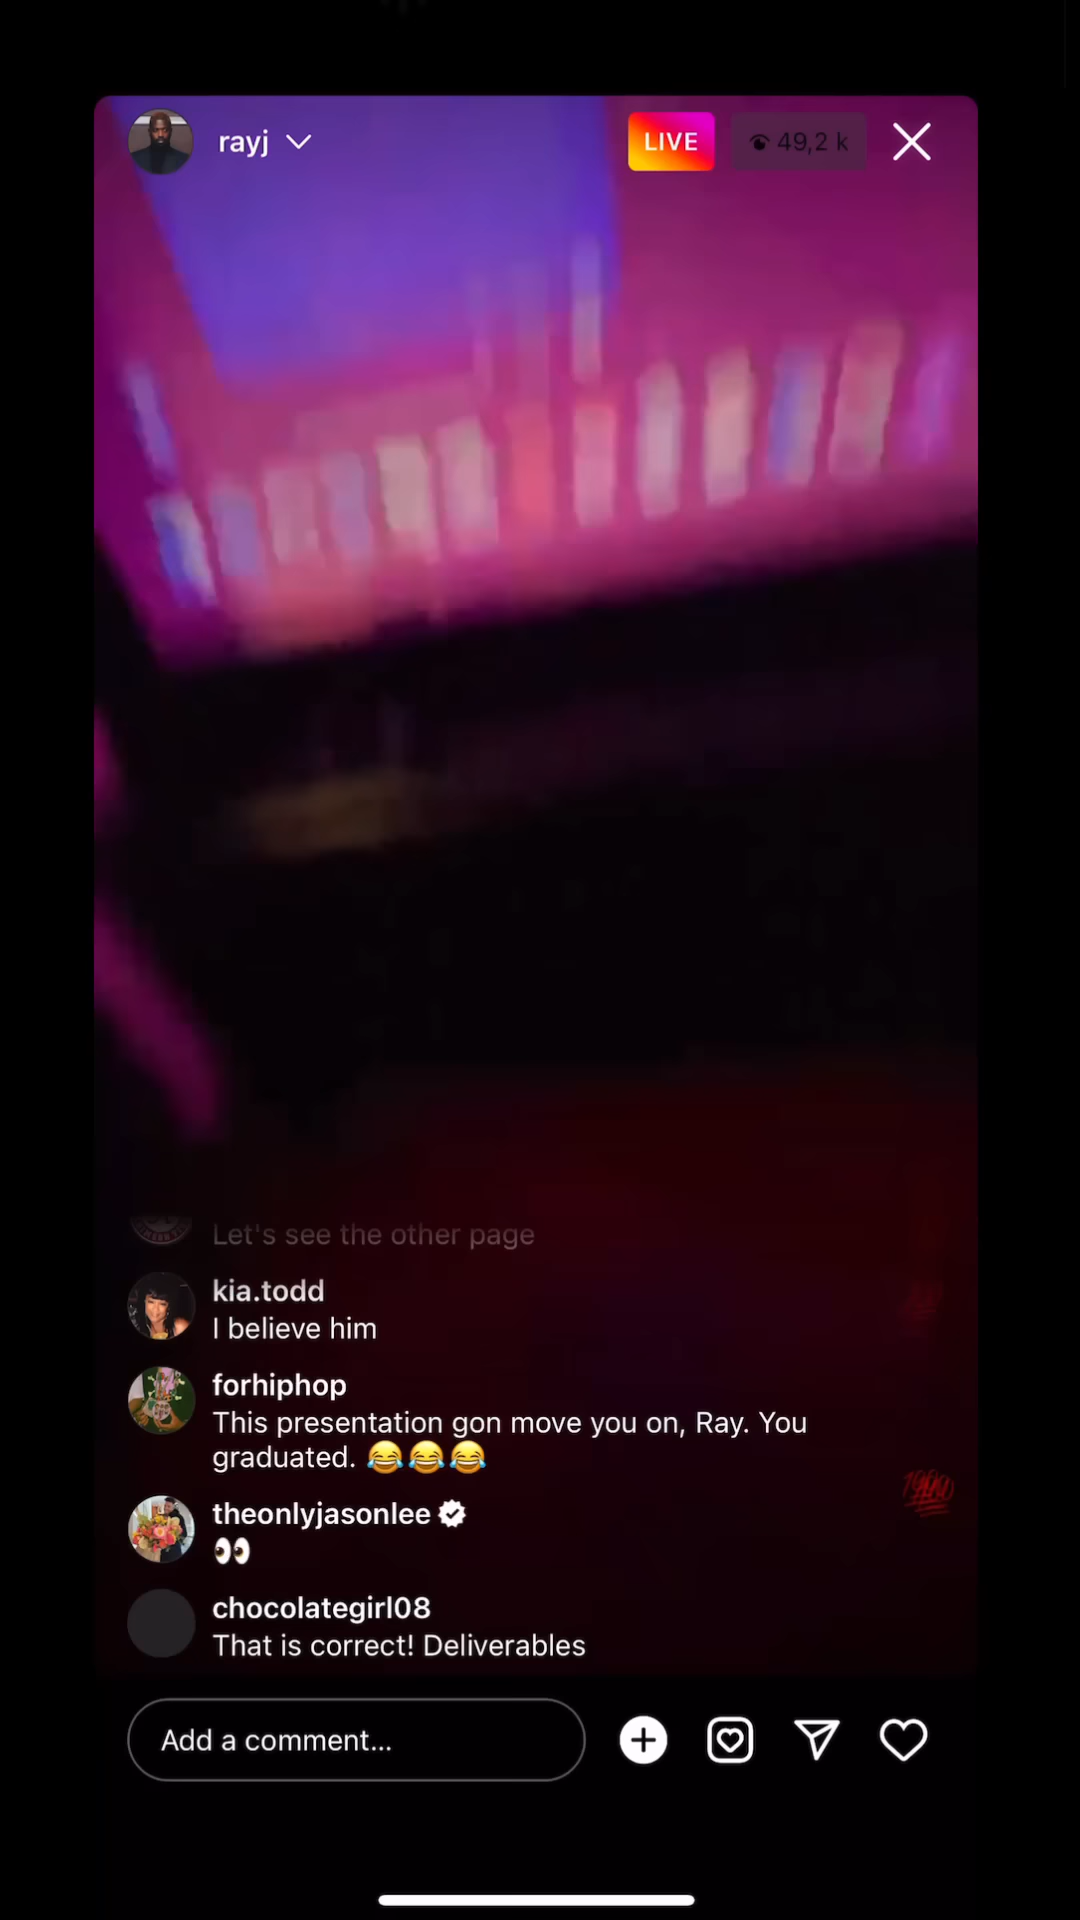 rayj
LIVE
49,2 k
Let's see the other page
kia.todd
I believe him
forhiphop
This presentation gon move you on, Ray. You
graduated. 😂😂😂
theonlyjasonlee
👀
chocolategirl08
That is correct! Deliverables
Add a comment...